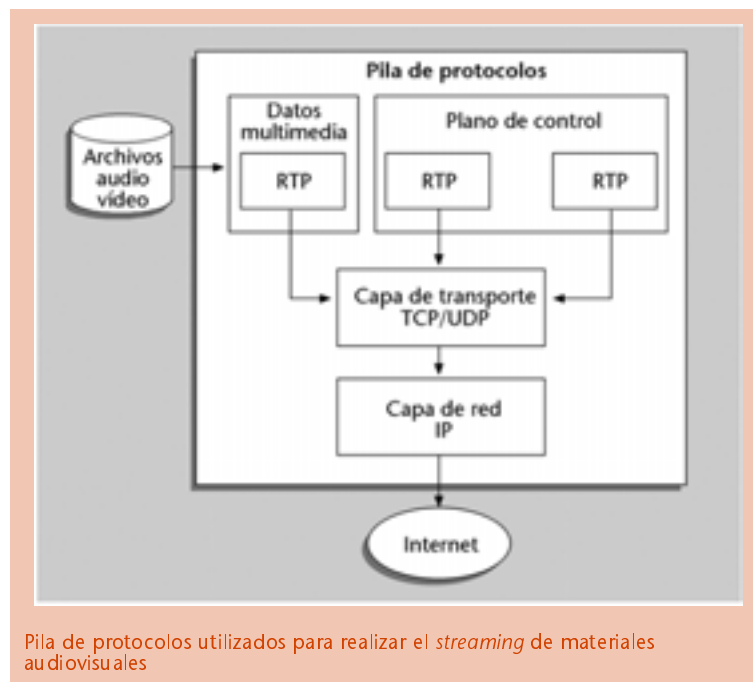 Pila de protocolos
Datos
multimedia
Plano de control
Archivos
audio
vídeo
RTP
RTP
RTP
Capa de transporte
TCP/UDP
Capa de red
IP
Internet
Pila de protocolos utilizados para realizar el streaming de materiales
audiovisuales